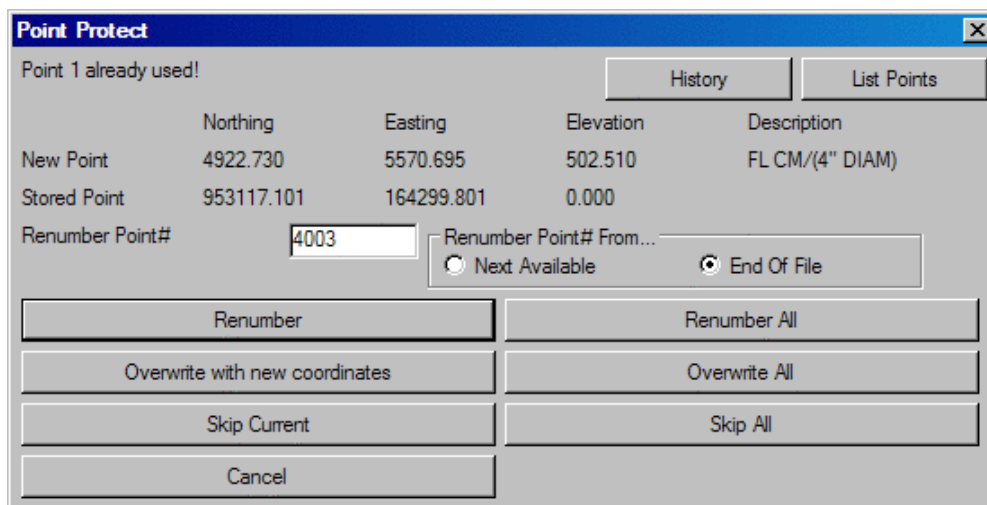 Point Protect
Point 1 already used!
History List Points
Northing Easting Elevation Description
New Point 4922.730 5570.695 502.510 FL CM/(4" DIAM)
Stored Point 953117.101 164299.801 0.000
Renumber Point# 4003 Renumber Point# From...
Next Available End Of File
Renumber Renumber All
Overwrite with new coordinates Overwrite All
Skip Current Skip All
Cancel